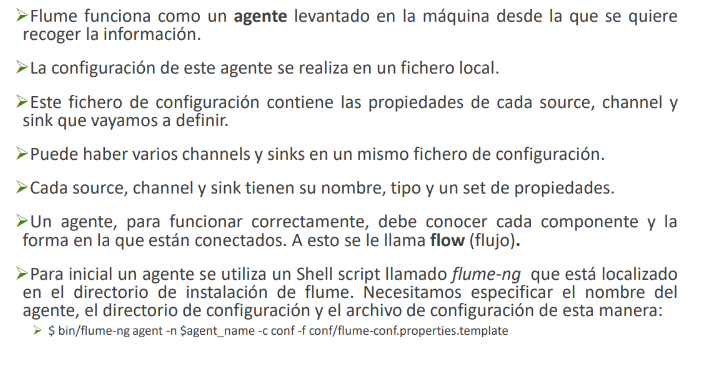 ➢Flume funciona como un agente levantado en la máquina desde la que se quiere
recoger la información.
➢La configuración de este agente se realiza en un fichero local.
➢Este fichero de configuración contiene las propiedades de cada source, channel y
sink que vayamos a definir.
➢Puede haber varios channels y sinks en un mismo fichero de configuración.
➢Cada source, channel y sink tienen su nombre, tipo y un set de propiedades.
➢Un agente, para funcionar correctamente, debe conocer cada componente y la
forma en la que están conectados. A esto se le llama flow (flujo).
➢Para inicial un agente se utiliza un Shell script llamado flume-ng que está localizado
en el directorio de instalación de flume. Necesitamos especificar el nombre del
agente, el directorio de configuración y el archivo de configuración de esta manera:
➢ $ bin/flume-ng agent -n $agent_name -c conf -f conf/flume-conf.properties.template